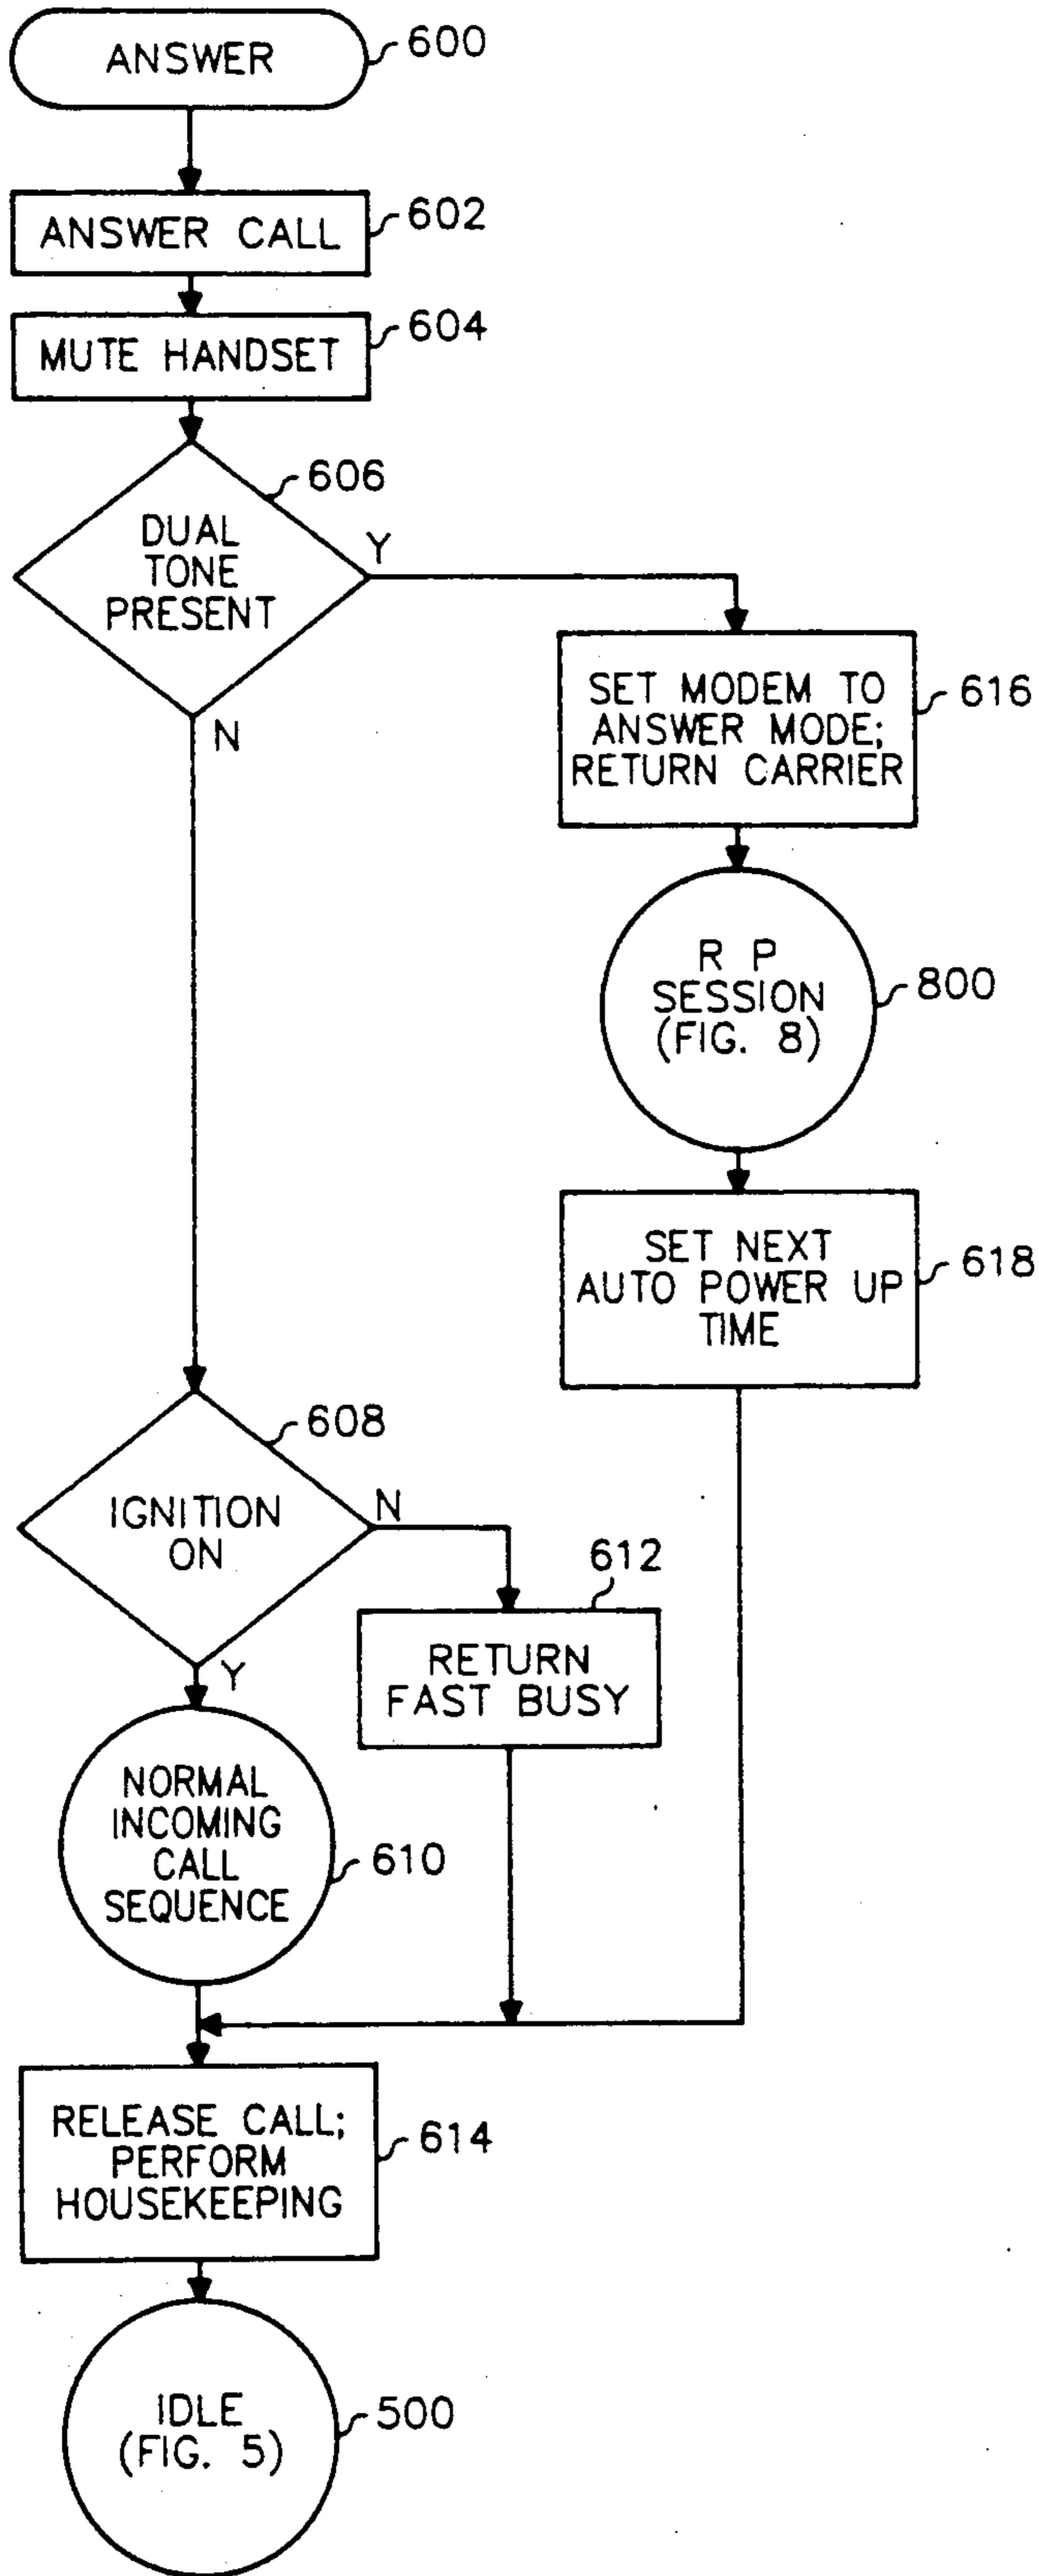 ANSWER
600
ANSWER CALL
602
MUTE HANDSET
604
606
DUAL
TONE
PRESENT
Y
N
SET MODEM TO
ANSWER MODE;
RETURN CARRIER
616
R P
SESSION
(FIG. 8)
800
SET NEXT
AUTO POWER UP
TIME
618
608
IGNITION
ON
N
Y
612
RETURN
FAST BUSY
NORMAL
INCOMING
CALL
SEQUENCE
610
RELEASE CALL;
PERFORM
HOUSEKEEPING
614
IDLE
(FIG. 5)
500